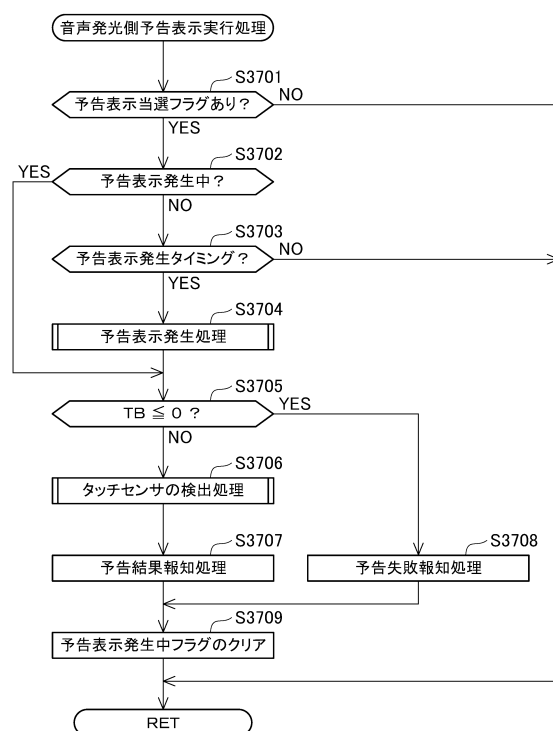 音声発光側予告表示実行処理
S3701
予告表示当選フラグあり?
NO
YES
S3702
YES
予告表示発生中?
NO
S3703
予告表示発生タイミング?
NO
YES
S3704
予告表示発生処理
S3705
TB ≦ 0 ?
YES
NO
S3706
タッチセンサの検出処理
S3707
予告結果報知処理
S3708
予告失敗報知処理
S3709
予告表示発生中フラグのクリア
RET